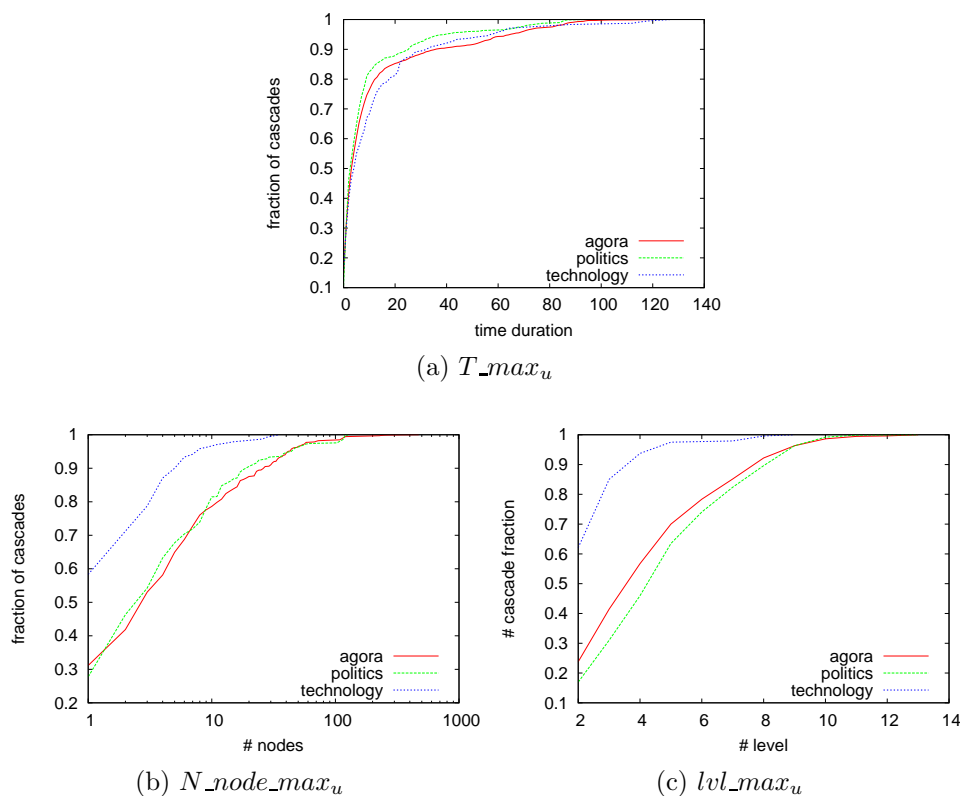 1
0.9
0.8
0.7
0.6
0.5
0.4
0.3
0.2
0.1
fraction of cascades
agora
politics
technology
0 20 40 60 80 100 120 140
time duration
(a) T_max_u
1
0.9
0.8
0.7
0.6
0.5
0.4
0.3
0.2
fraction of cascades
agora
politics
technology
1 10 100 1000
# nodes
(b) N_node_max_u
1
0.9
0.8
0.7
0.6
0.5
0.4
0.3
0.2
0.1
# cascade fraction
agora
politics
technology
2 4 6 8 10 12 14
# level
(c) lvl_max_u